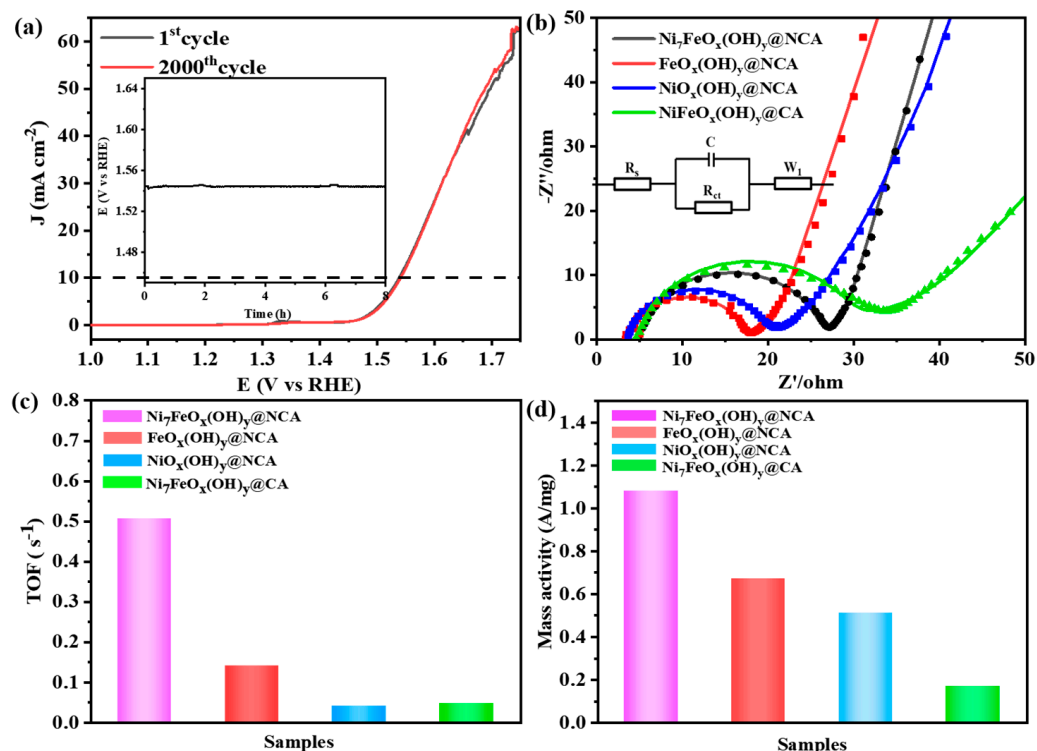 (a)
1st cycle
2000th cycle
J (mA cm-2)
60
50
40
30
20
10
0
1.0 1.1 1.2 1.3 1.4 1.5 1.6 1.7
E (V vs RHE)
E (V vs RHE)
1.64
1.60
1.56
1.52
1.48
0 2 4 6 8
Time (h)
(b)
Ni7FeOx(OH)y@NCA
FeOx(OH)y@NCA
NiOx(OH)y@NCA
NiFeOx(OH)y@CA
Rs
C
Rct
W1
-Z''/ohm
50
40
30
20
10
0
0 10 20 30 40 50
Z'/ohm
(c)
Ni7FeOx(OH)y@NCA
FeOx(OH)y@NCA
NiOx(OH)y@NCA
Ni7FeOx(OH)y@CA
TOF ( s-1)
0.8
0.7
0.6
0.5
0.4
0.3
0.2
0.1
0.0
Samples
(d)
Ni7FeOx(OH)y@NCA
FeOx(OH)y@NCA
NiOx(OH)y@NCA
Ni7FeOx(OH)y@CA
Mass activity (A/mg)
1.4
1.2
1.0
0.8
0.6
0.4
0.2
0.0
Samples